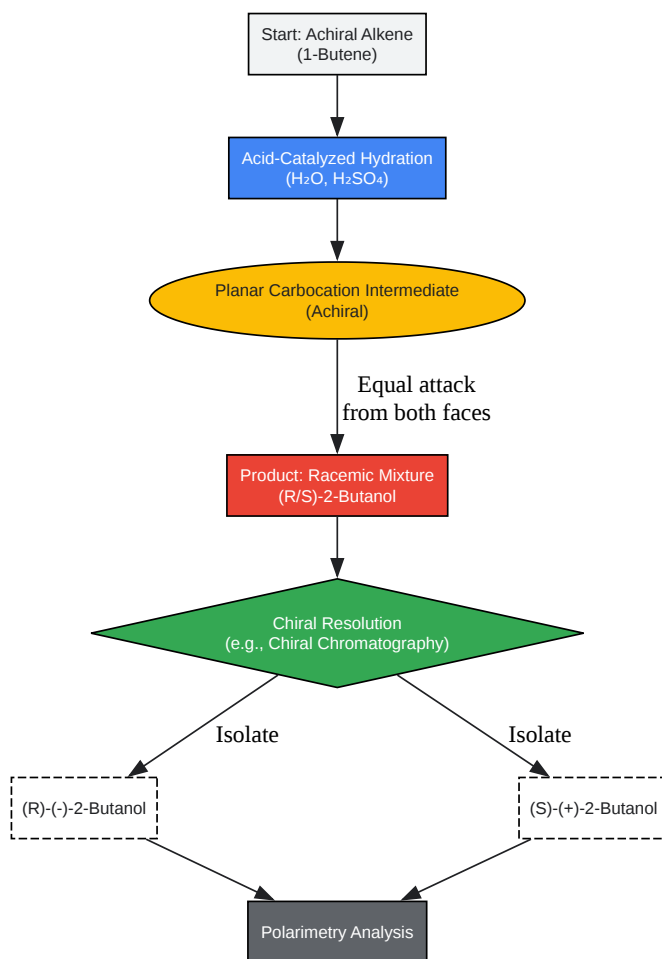 Start: Achiral Alkene
(1-Butene)
Acid-Catalyzed Hydration
(H₂O, H₂SO₄)
Planar Carbocation Intermediate
(Achiral)
Equal attack
from both faces
Product: Racemic Mixture
(R/S)-2-Butanol
Chiral Resolution
(e.g., Chiral Chromatography)
Isolate
Isolate
(R)-(-)-2-Butanol
(S)-(+)-2-Butanol
Polarimetry Analysis